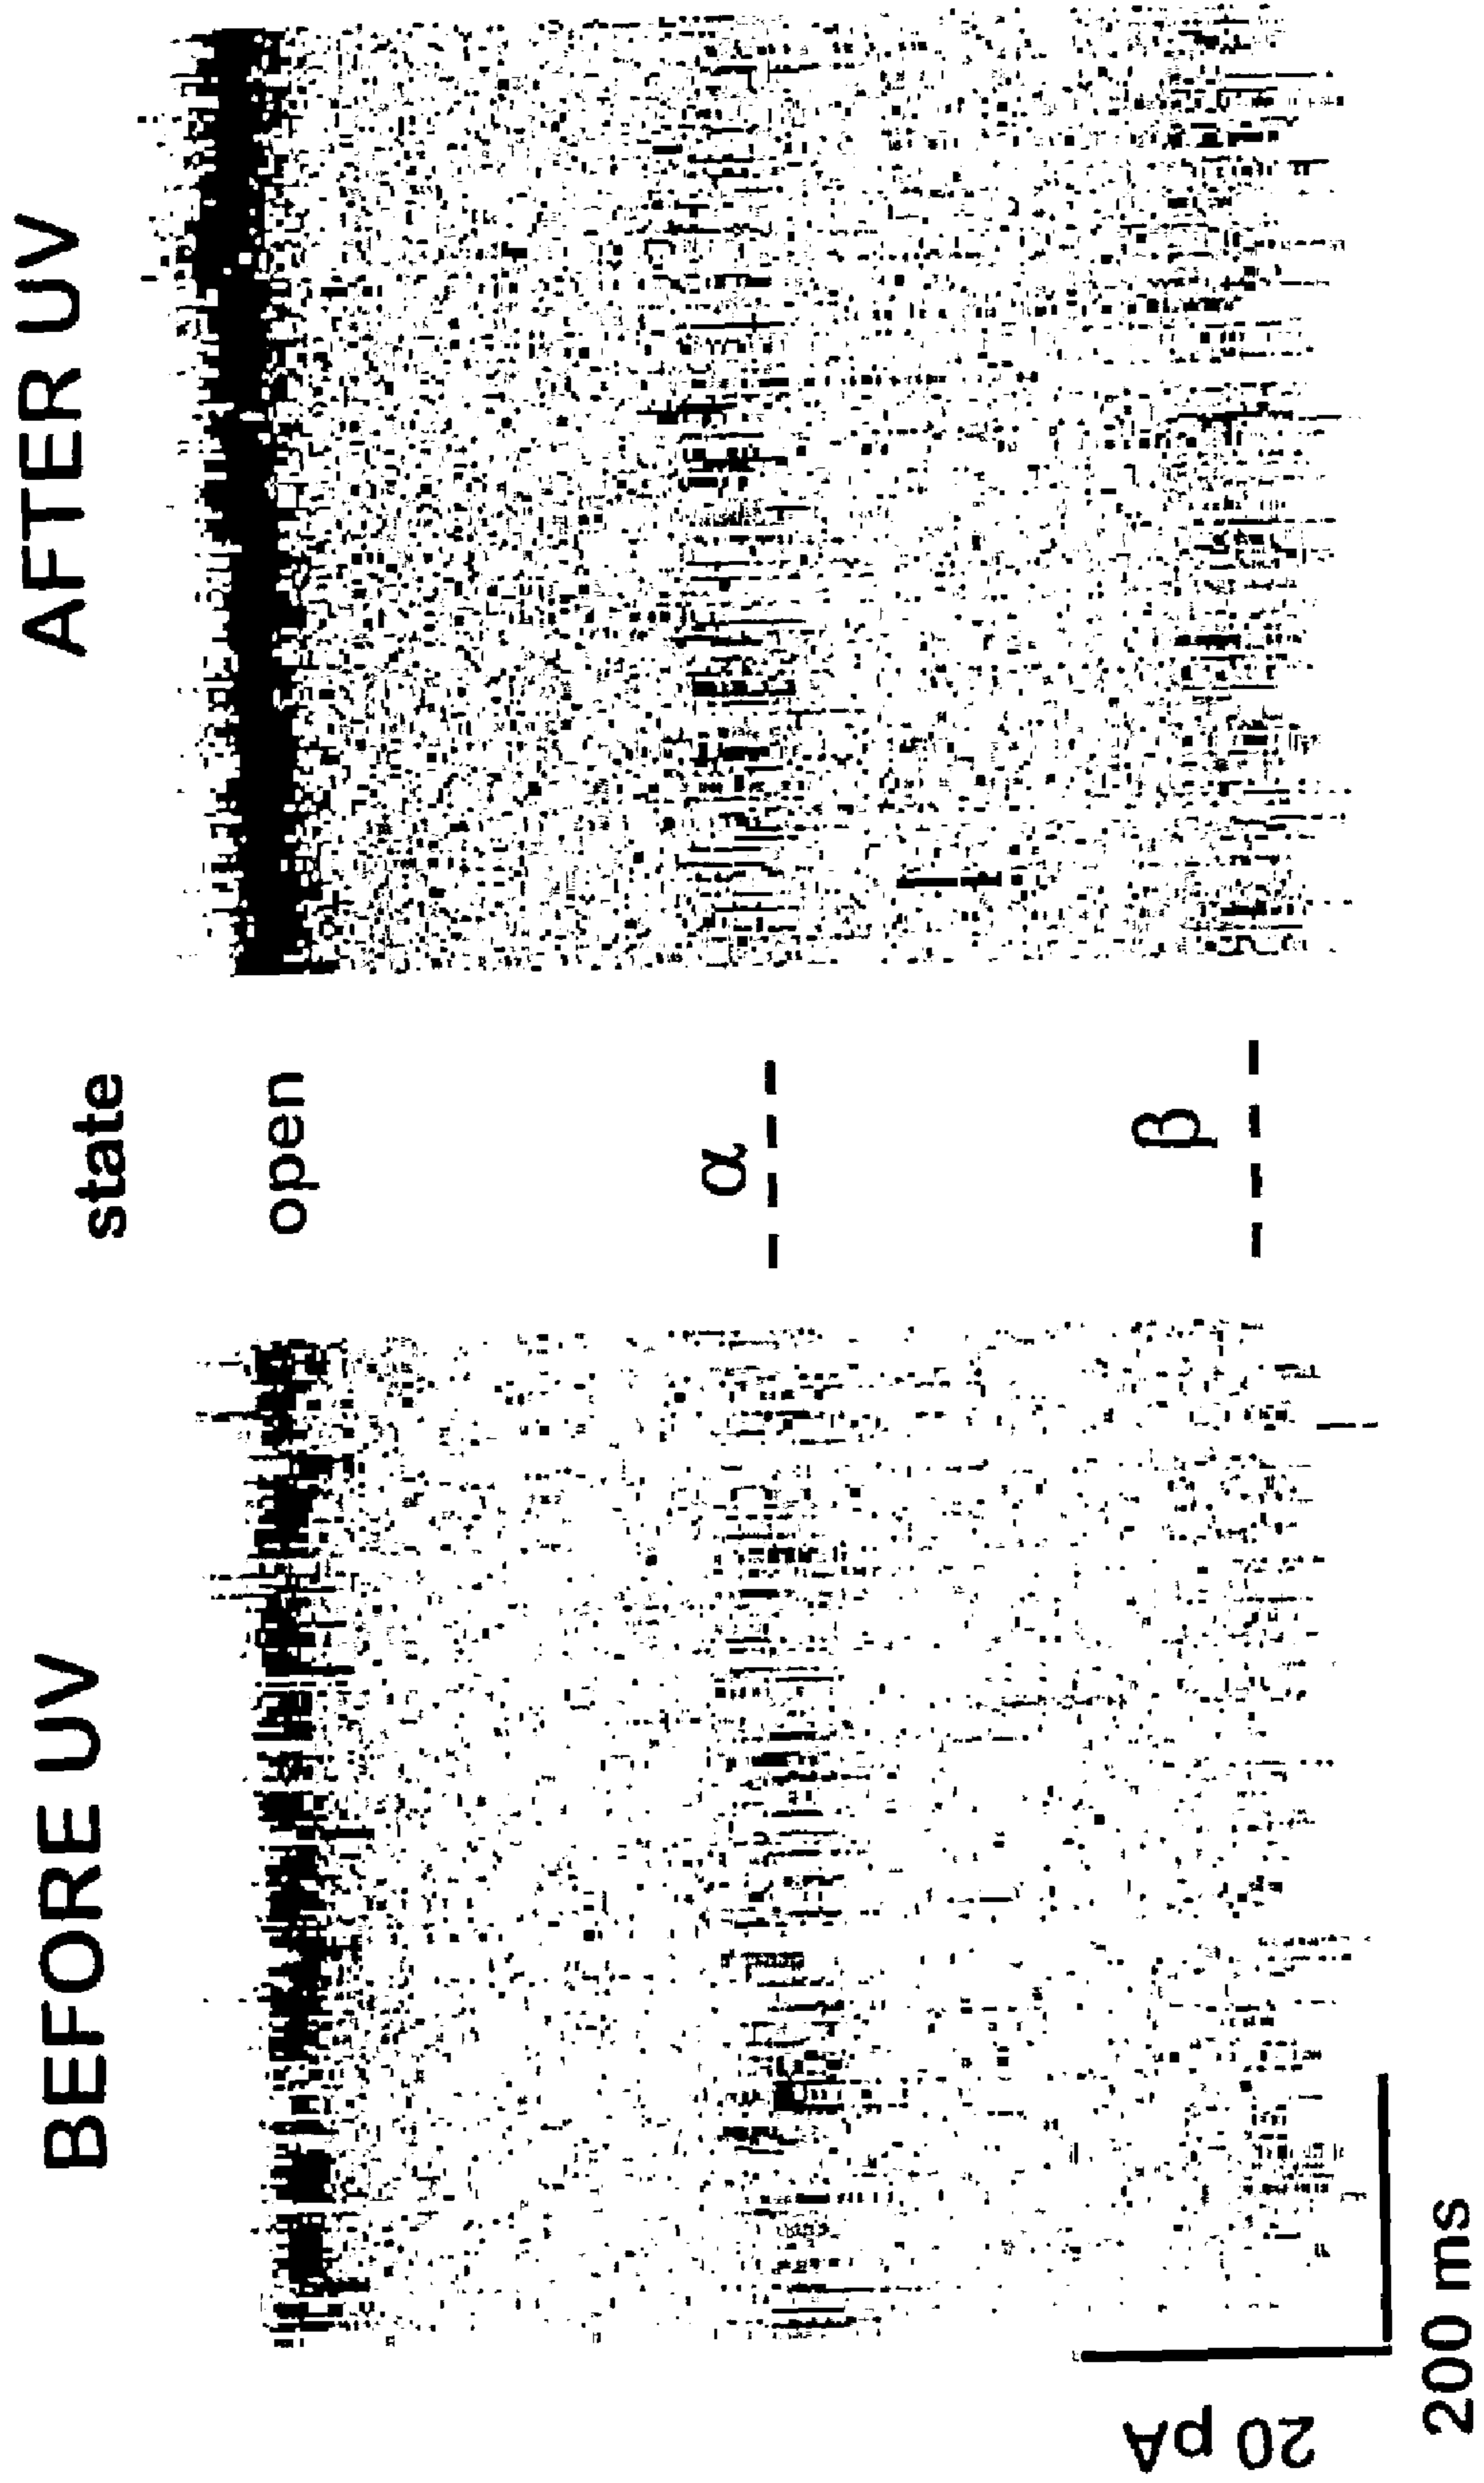 BEFORE UV
state
AFTER UV
open
α
β
20 pA
200 ms